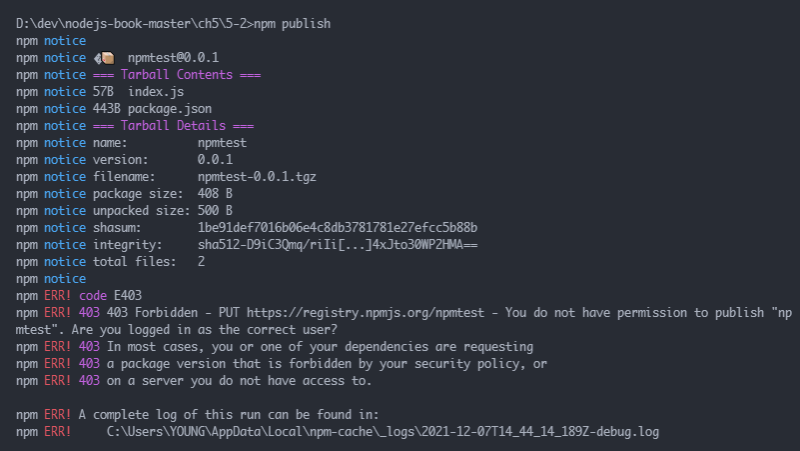 D:\dev\nodejs-book-master\ch5\5-2>npm publish
npm notice
npm notice 📦  npmtest@0.0.1
npm notice === Tarball Contents ===
npm notice 57B  index.js
npm notice 443B package.json
npm notice === Tarball Details ===
npm notice name:          npmtest
npm notice version:       0.0.1
npm notice filename:      npmtest-0.0.1.tgz
npm notice package size:  408 B
npm notice unpacked size: 500 B
npm notice shasum:        1be91def7016b06e4c8db3781781e27efcc5b88b
npm notice integrity:     sha512-D9iC3Qmq/riIi[...]4xJto30WP2HMA==
npm notice total files:   2
npm notice
npm ERR! code E403
npm ERR! 403 403 Forbidden - PUT https://registry.npmjs.org/npmtest - You do not have permission to publish "np
mtest". Are you logged in as the correct user?
npm ERR! 403 In most cases, you or one of your dependencies are requesting
npm ERR! 403 a package version that is forbidden by your security policy, or
npm ERR! 403 on a server you do not have access to.
npm ERR! A complete log of this run can be found in:
npm ERR!     C:\Users\YOUNG\AppData\Local\npm-cache\_logs\2021-12-07T14_44_14_189Z-debug.log